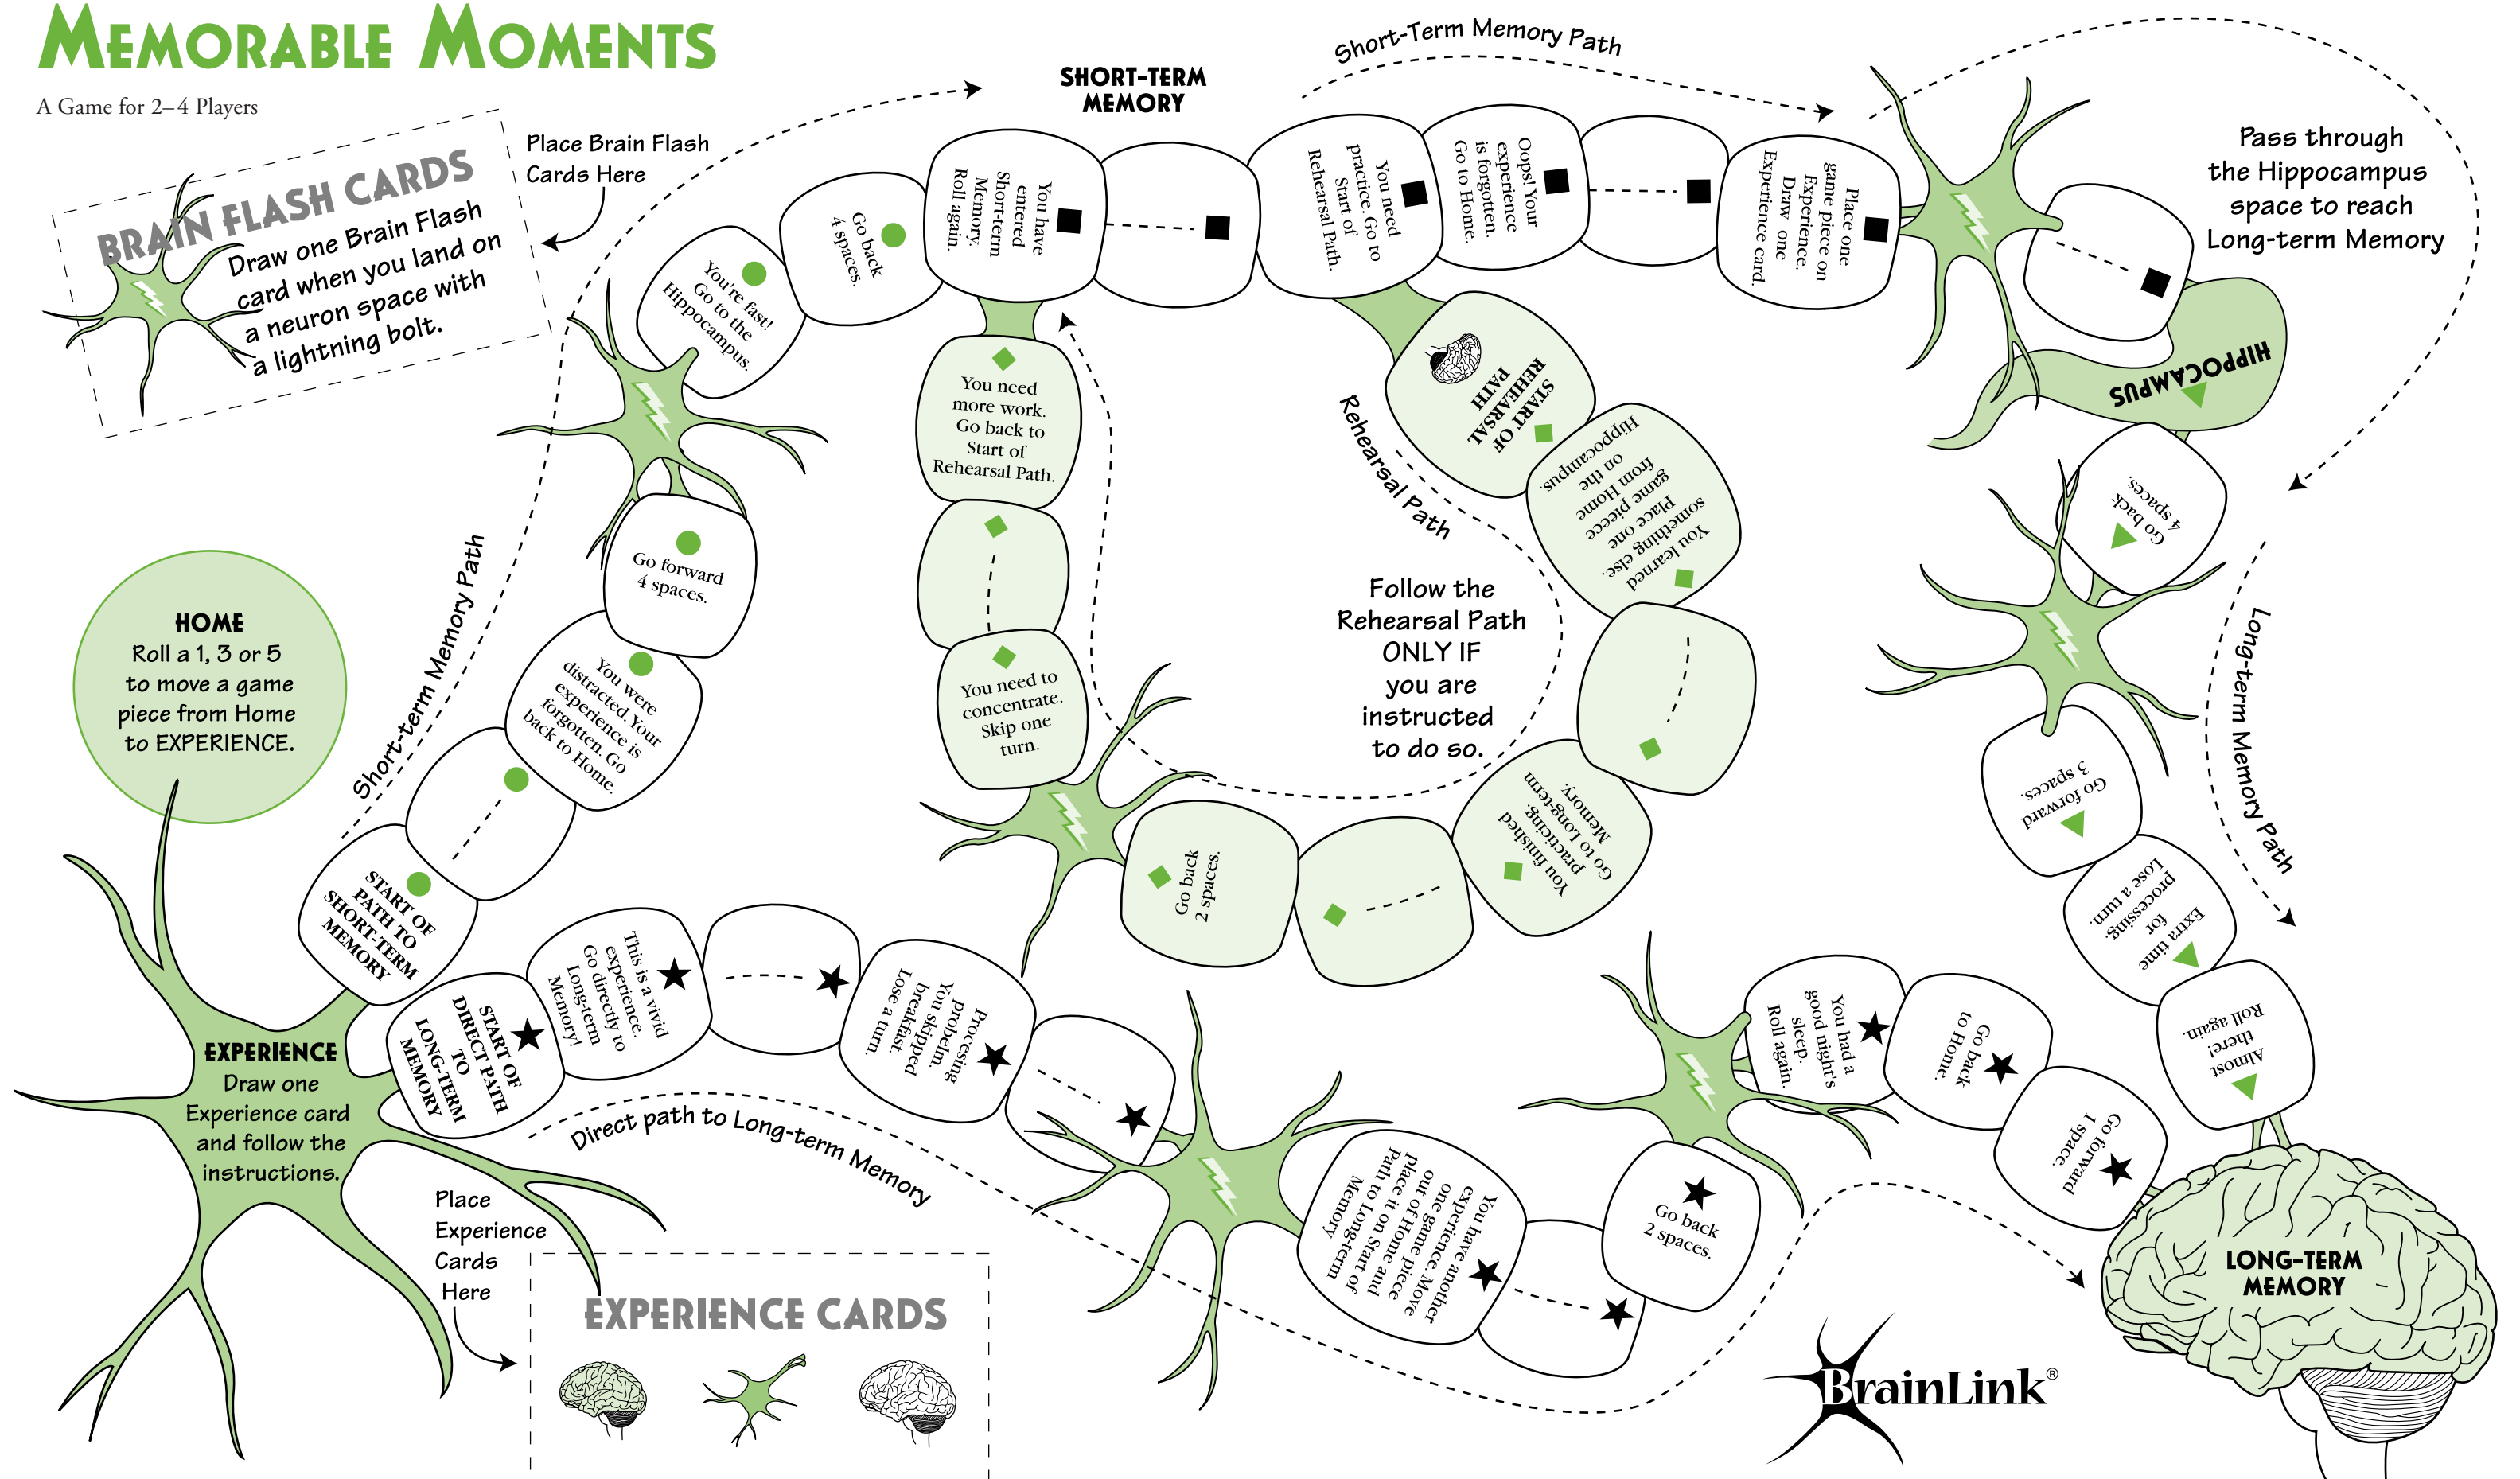 MEMORABLE MOMENTS
A Game for 2–4 Players
BRAIN FLASH CARDS
Draw one Brain Flash
card when you land on
a neuron space with
a lightning bolt.
Place Brain Flash
Cards Here
HOME
Roll a 1, 3 or 5
to move a game
piece from Home
to EXPERIENCE.
EXPERIENCE
Draw one
Experience card
and follow the
instructions.
Place
Experience
Cards
Here
EXPERIENCE CARDS
Short-term Memory Path
START OF
PATH TO
SHORT-TERM
MEMORY
You were
distracted. Your
experience is
forgotten. Go
back to Home.
Go forward
4 spaces.
You're fast!
Go to the
Hippocampus.
Go back
4 spaces.
SHORT-TERM
MEMORY
You have
entered
Short-term
Memory.
Roll again.
Short-Term Memory Path
You need
practice. Go to
Start of
Rehearsal Path.
Oops! Your
experience
is forgotten.
Go to Home.
Place one
game piece on
Experience.
Draw one
Experience card.
Pass through
the Hippocampus
space to reach
Long-term Memory
HIPPOCAMPUS
Rehearsal Path
START OF
REHEARSAL
PATH
You learned
something else.
Place one
game piece
from Home
on the
Hippocampus.
Follow the
Rehearsal Path
ONLY IF
you are
instructed
to do so.
You finished
practicing.
Go to Long-term
Memory.
Go back
2 spaces.
You need to
concentrate.
Skip one
turn.
You need
more work.
Go back to
Start of
Rehearsal Path.
Long-term Memory Path
Go back
4 spaces.
Go forward
3 spaces.
Extra time
for
processing.
Lose a turn.
Almost
there!
Roll again.
Direct path to Long-term Memory
START OF
DIRECT PATH
TO
LONG-TERM
MEMORY
This is a vivid
experience.
Go directly to
Long-term
Memory!
Procesing
probelm.
You skipped
breakfast.
Lose a turn.
You have another
experience. Move
one game piece
out of Home and
place it on Start of
Path to Long-term
Memory
Go back
2 spaces.
You had a
good night's
sleep.
Roll again.
Go back
to Home.
Go forward
1 space.
LONG-TERM
MEMORY
BrainLink®